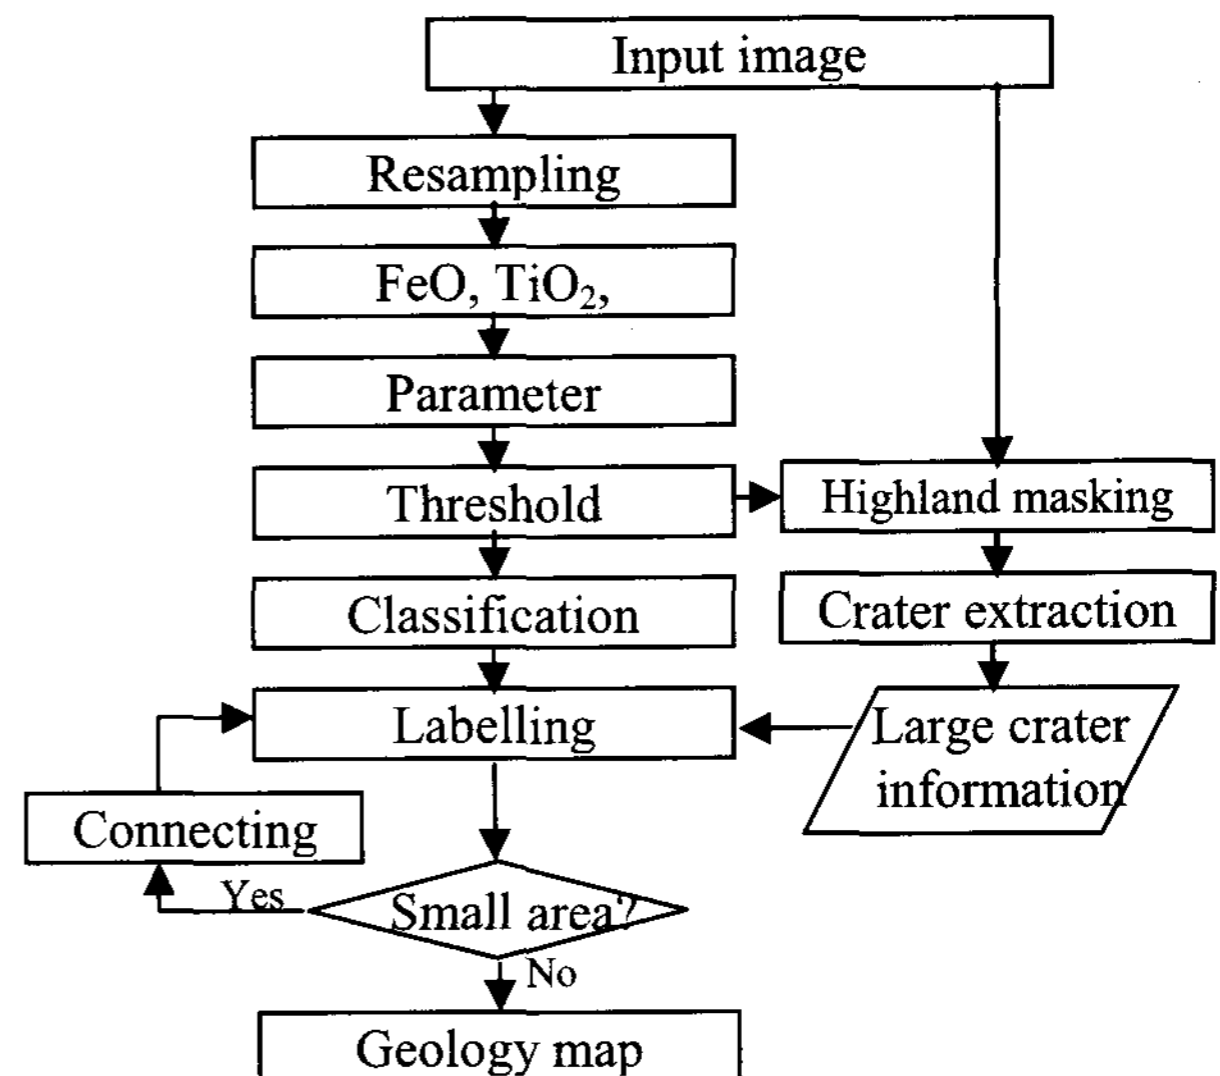 Input image
Resampling
FeO, TiO₂,
Parameter
Threshold
Highland masking
Classification
Crater extraction
Labelling
Large crater
information
Connecting
Yes
Small area?
No
Geology map